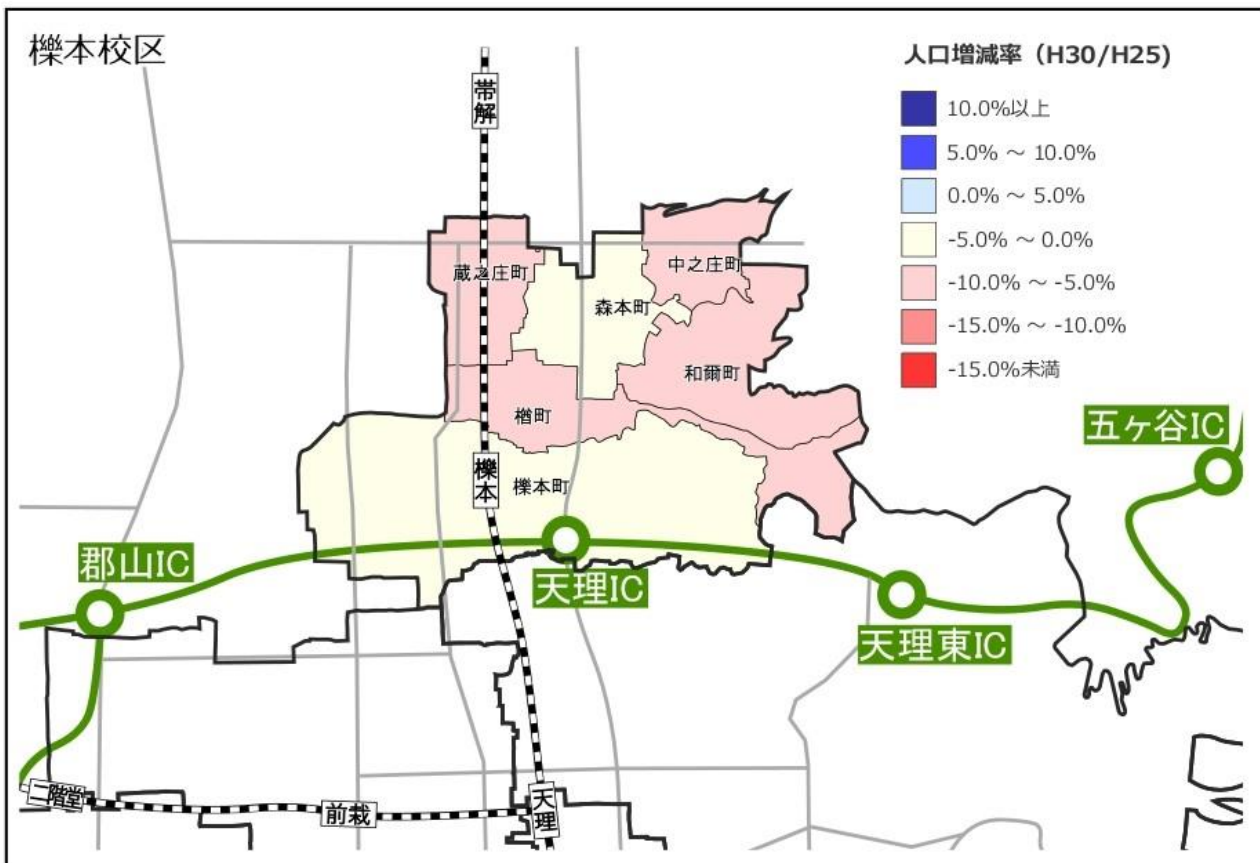 櫟本校区
人口増減率（H30/H25)
10.0%以上
5.0% ～ 10.0%
0.0% ～ 5.0%
-5.0% ～ 0.0%
-10.0% ～ -5.0%
-15.0% ～ -10.0%
-15.0%未満
帯解
蔵之庄町
中之庄町
森本町
和爾町
楢町
櫟本
櫟本町
五ヶ谷IC
郡山IC
天理IC
天理東IC
二階堂
前栽
天理